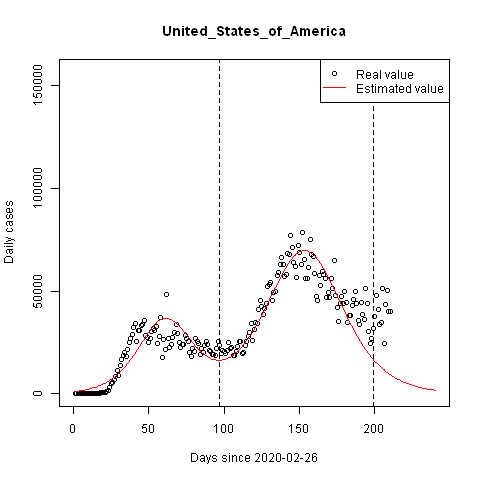 United_States_of_America
Real value
Estimated value
Daily cases
150000
100000
50000
0
0 50 100 150 200
Days since 2020-02-26